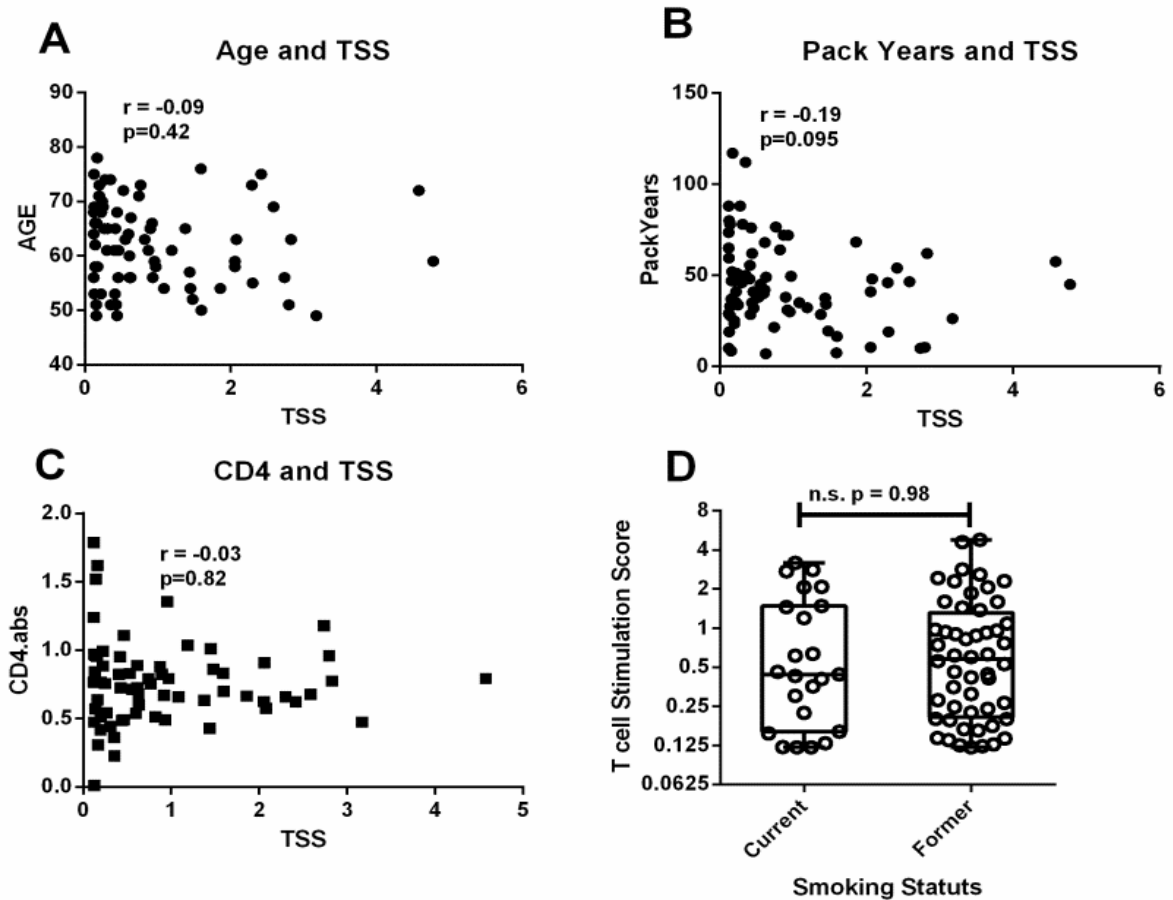 A
Age and TSS
r = -0.09
p=0.42
90
80
70
60
50
40
AGE
0 2 4 6
TSS
B
Pack Years and TSS
r = -0.19
p=0.095
150
100
50
0
PackYears
0 2 4 6
TSS
C
CD4 and TSS
r = -0.03
p=0.82
2.0
1.5
1.0
0.5
0.0
CD4.abs
0 1 2 3 4 5
TSS
D
n.s. p = 0.98
8
4
2
1
0.5
0.25
0.125
0.0625
T cell Stimulation Score
Current
Former
Smoking Statuts